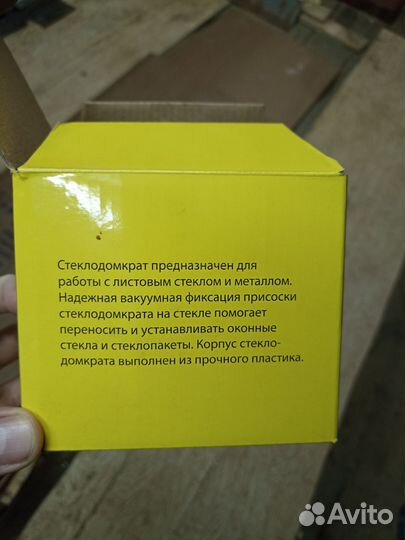 Стеклодомкрат предназначен для
работы с листовым стеклом и металлом.
Надежная вакуумная фиксация присоски
стеклодомкрата на стекле помогает
переносить и устанавливать оконные
стекла и стеклопакеты. Корпус стекло-
домкрата выполнен из прочного пластика.
Avito